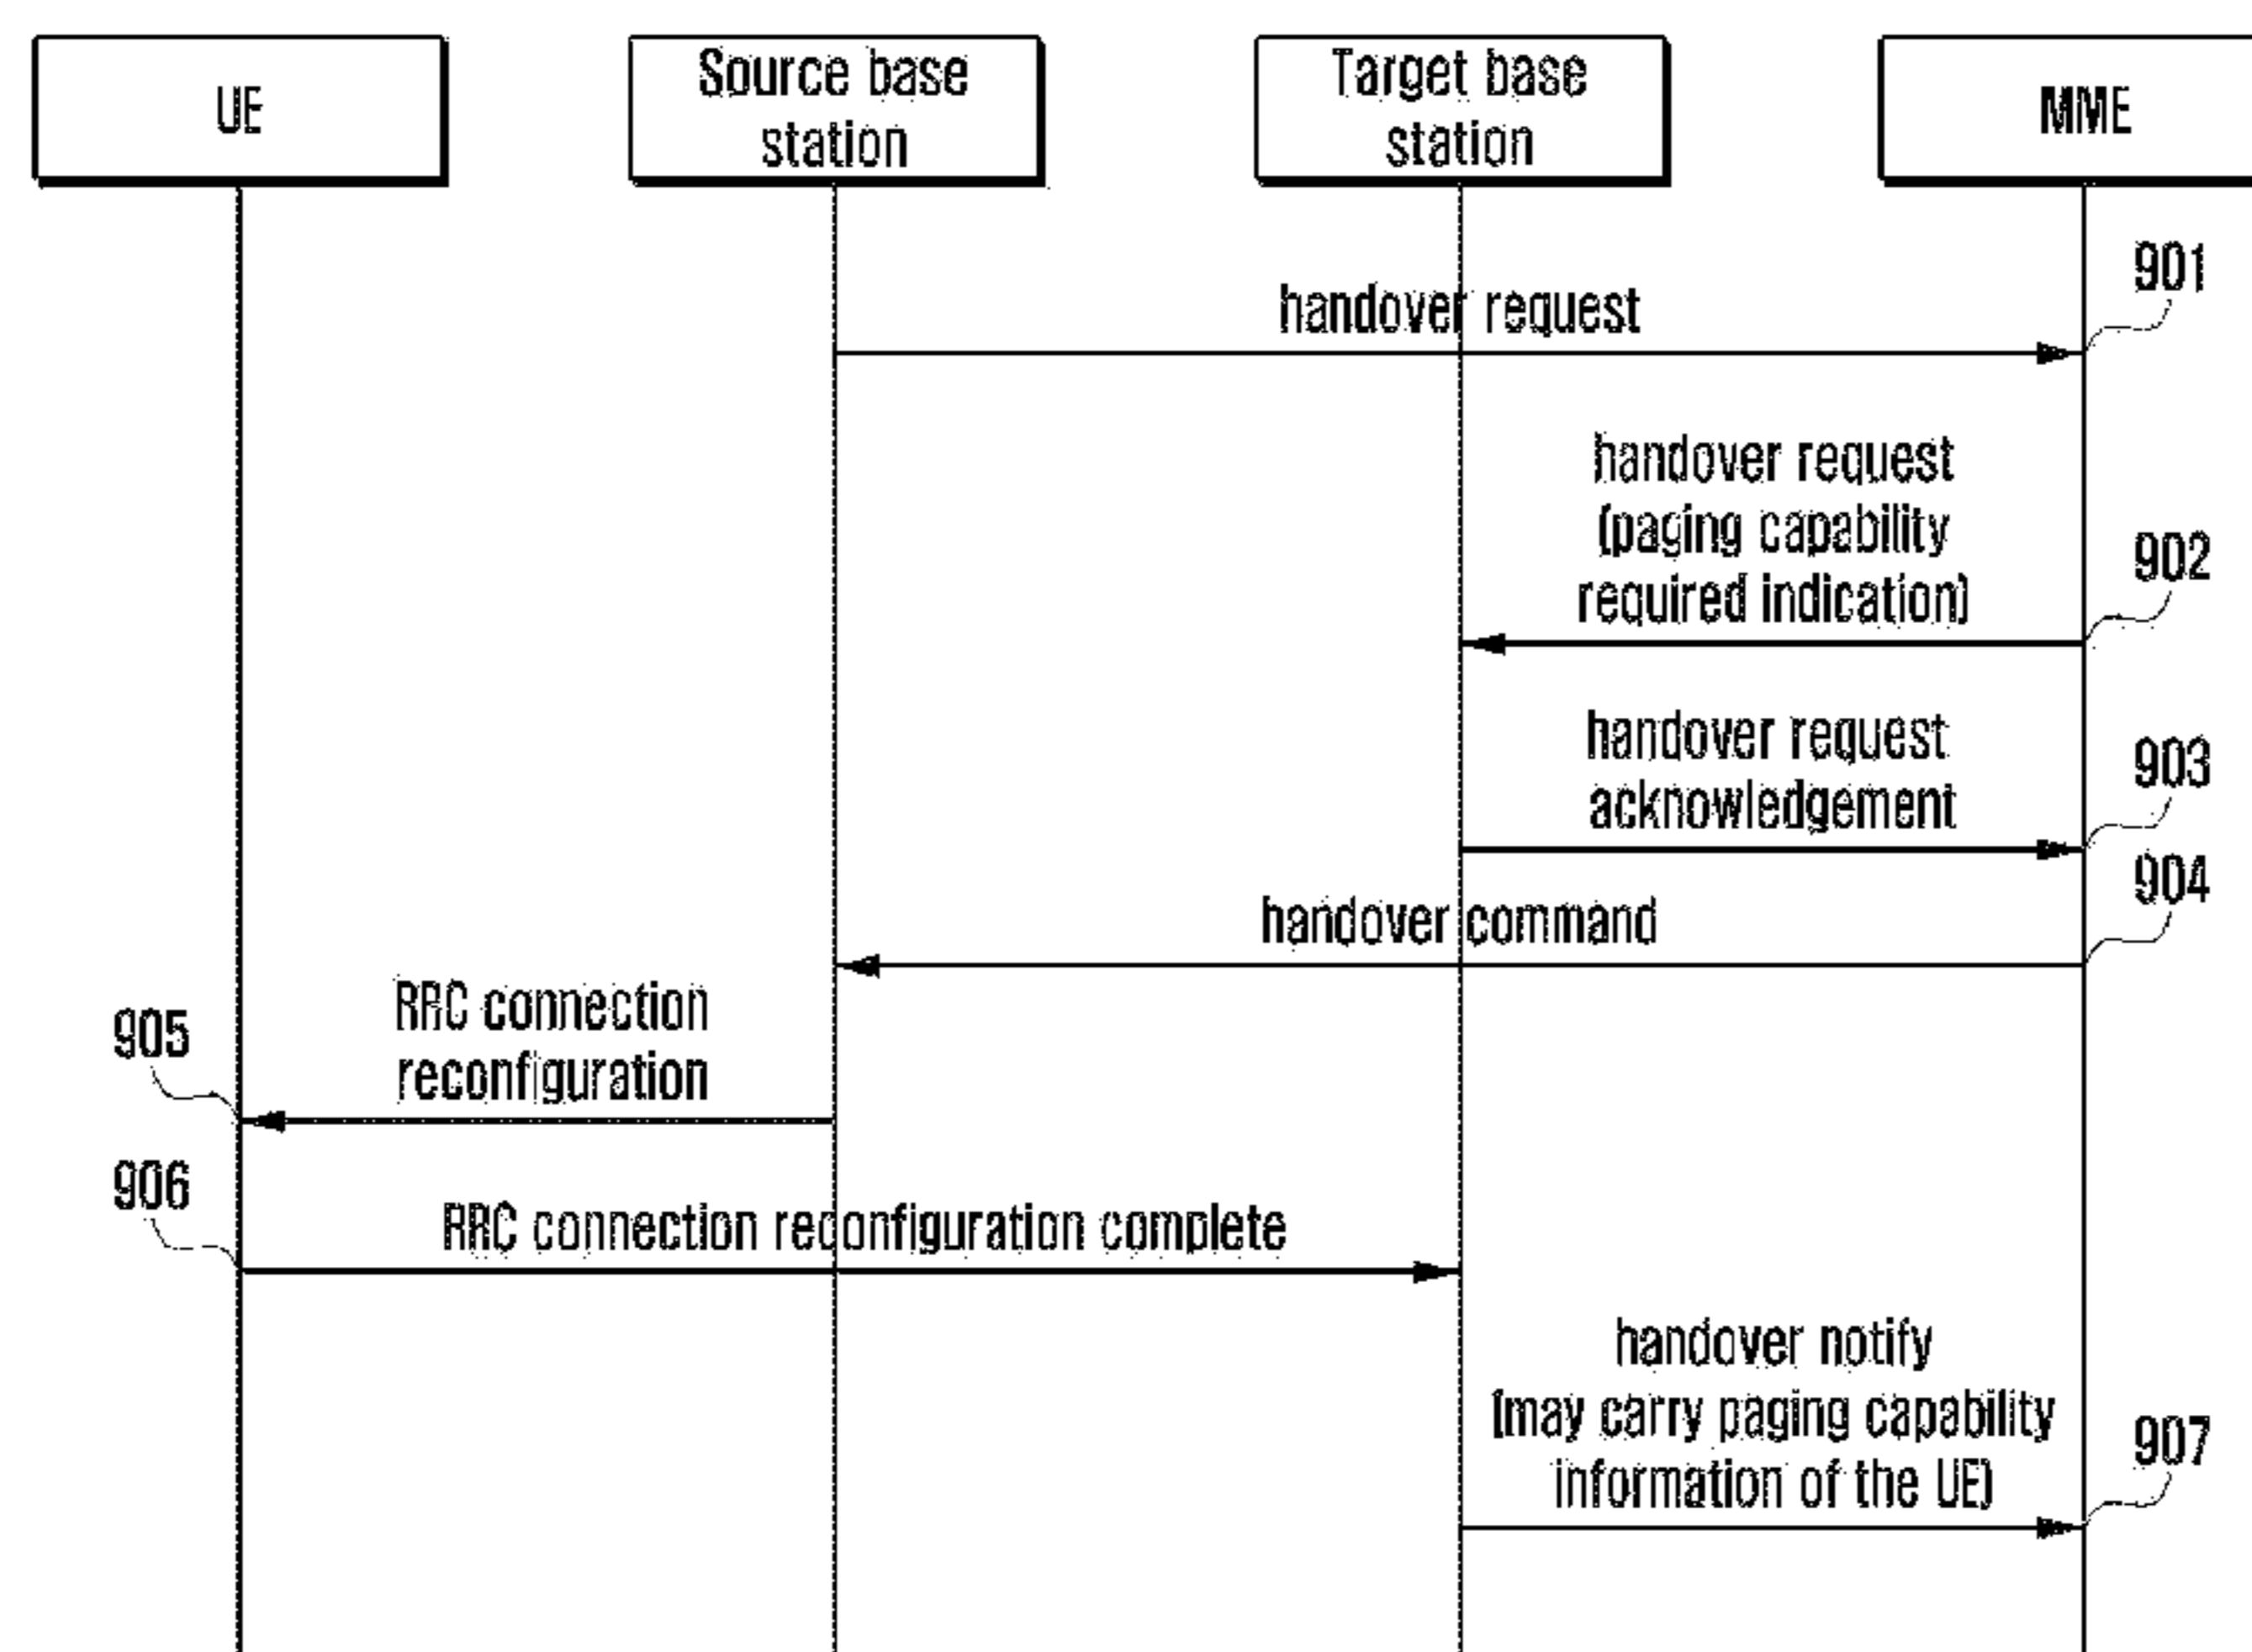 UE
Source base
station
Target base
station
MME
901
handover request
handover request
(paging capability
required indication)
902
handover request
acknowledgement
903
904
handover command
RRC connection
reconfiguration
905
906
RRC connection reconfiguration complete
handover notify
(may carry paging capability
information of the UE)
907